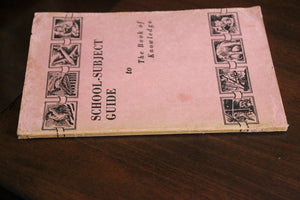 SCHOOL-SUBJECT
GUIDE
to
The Book of
Knowledge